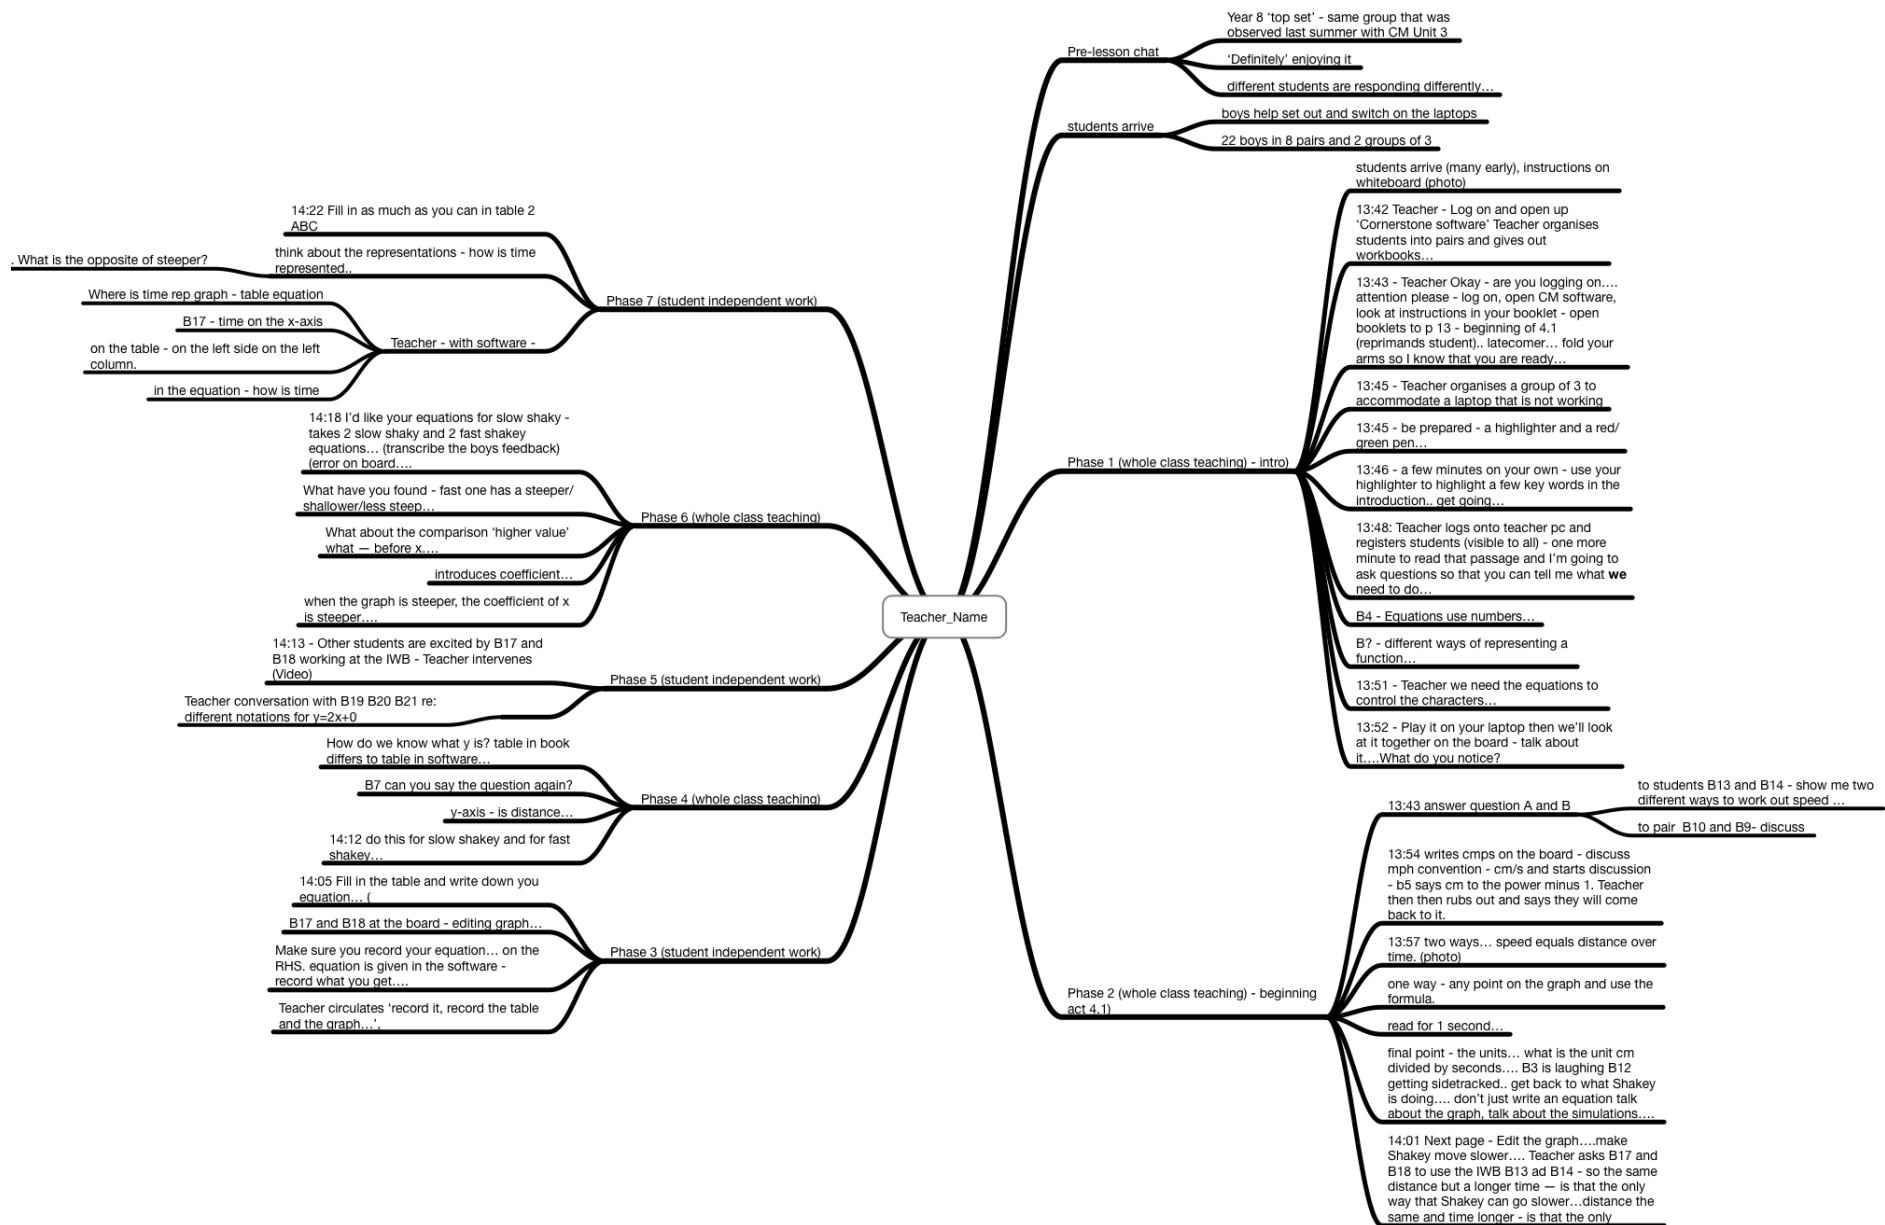 Teacher_Name
Pre-lesson chat
Year 8 ‘top set’ - same group that was
observed last summer with CM Unit 3
‘Definitely’ enjoying it
different students are responding differently…
students arrive
boys help set out and switch on the laptops
22 boys in 8 pairs and 2 groups of 3
Phase 1 (whole class teaching) - intro)
students arrive (many early), instructions on
whiteboard (photo)
13:42 Teacher - Log on and open up
‘Cornerstone software’ Teacher organises
students into pairs and gives out
workbooks…
13:43 - Teacher Okay - are you logging on….
attention please - log on, open CM software,
look at instructions in your booklet - open
booklets to p 13 - beginning of 4.1
(reprimands student).. latecomer… fold your
arms so I know that you are ready…
13:45 - Teacher organises a group of 3 to
accommodate a laptop that is not working
13:45 - be prepared - a highlighter and a red/
green pen…
13:46 - a few minutes on your own - use your
highlighter to highlight a few key words in the
introduction.. get going…
13:48: Teacher logs onto teacher pc and
registers students (visible to all) - one more
minute to read that passage and I’m going to
ask questions so that you can tell me what we
need to do…
B4 - Equations use numbers…
B? - different ways of representing a
function…
13:51 - Teacher we need the equations to
control the characters…
13:52 - Play it on your laptop then we’ll look
at it together on the board - talk about
it….What do you notice?
Phase 2 (whole class teaching) - beginning
act 4.1)
13:43 answer question A and B
to students B13 and B14 - show me two
different ways to work out speed …
to pair  B10 and B9- discuss
13:54 writes cmps on the board - discuss
mph convention - cm/s and starts discussion
- b5 says cm to the power minus 1. Teacher
then then rubs out and says they will come
back to it.
13:57 two ways… speed equals distance over
time. (photo)
one way - any point on the graph and use the
formula.
read for 1 second…
final point - the units… what is the unit cm
divided by seconds…. B3 is laughing B12
getting sidetracked.. get back to what Shakey
is doing…. don’t just write an equation talk
about the graph, talk about the simulations….
14:01 Next page - Edit the graph….make
Shakey move slower…. Teacher asks B17 and
B18 to use the IWB B13 ad B14 - so the same
distance but a longer time — is that the only
way that Shakey can go slower…distance the
same and time longer - is that the only
Phase 3 (student independent work)
14:05 Fill in the table and write down you
equation… (
B17 and B18 at the board - editing graph…
Make sure you record your equation… on the
RHS. equation is given in the software -
record what you get….
Teacher circulates ‘record it, record the table
and the graph…’,
Phase 4 (whole class teaching)
How do we know what y is? table in book
differs to table in software…
B7 can you say the question again?
y-axis - is distance…
14:12 do this for slow shakey and for fast
shakey…
Phase 5 (student independent work)
14:13 - Other students are excited by B17 and
B18 working at the IWB - Teacher intervenes
(Video)
Teacher conversation with B19 B20 B21 re:
different notations for y=2x+0
Phase 6 (whole class teaching)
14:18 I’d like your equations for slow shaky -
takes 2 slow shaky and 2 fast shakey
equations… (transcribe the boys feedback)
(error on board….
What have you found - fast one has a steeper/
shallower/less steep…
What about the comparison ‘higher value’
what — before x….
introduces coefficient…
when the graph is steeper, the coefficient of x
is steeper….
Phase 7 (student independent work)
14:22 Fill in as much as you can in table 2
ABC
think about the representations - how is time
represented..
. What is the opposite of steeper?
Teacher - with software -
Where is time rep graph - table equation
B17 - time on the x-axis
on the table - on the left side on the left
column.
in the equation - how is time